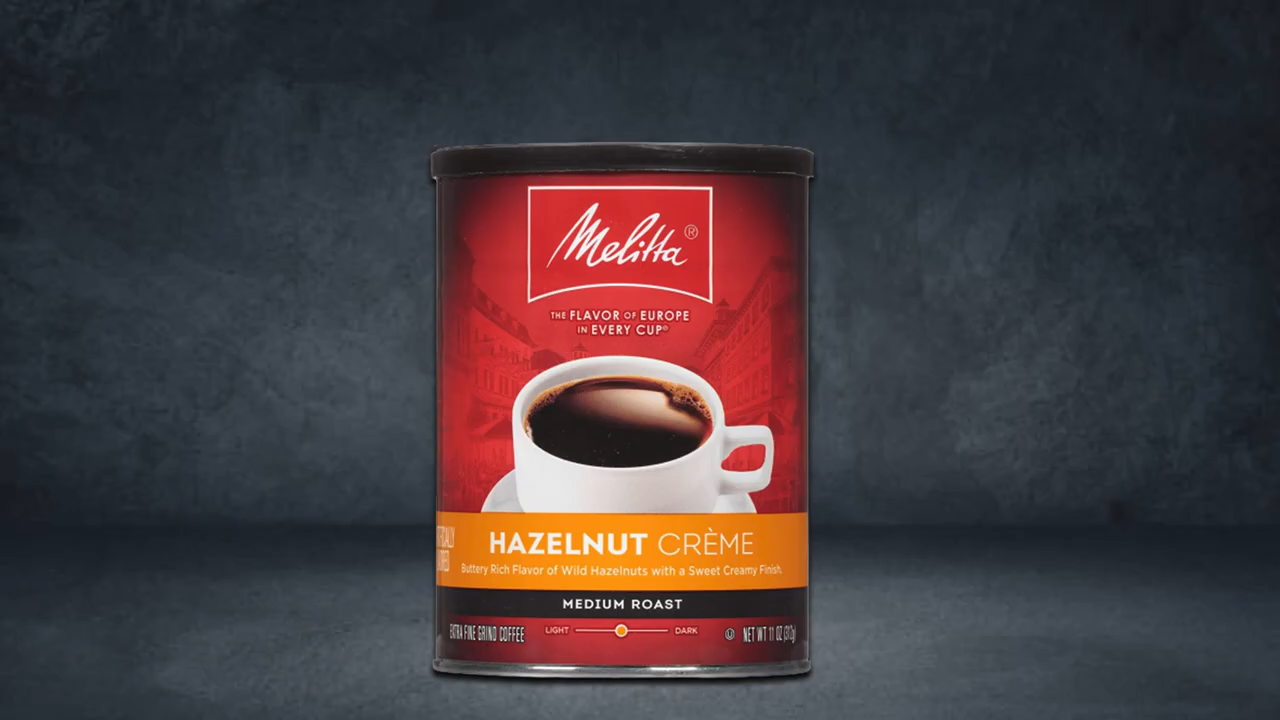 Melitta®
THE FLAVOR OF EUROPE
IN EVERY CUP®
HAZELNUT CRÈME
Buttery Rich Flavor of Wild Hazelnuts with a Sweet Creamy Finish.
MEDIUM ROAST
EXTRA FINE GRIND COFFEE
LIGHT
DARK
NET WT 11 OZ (312g)